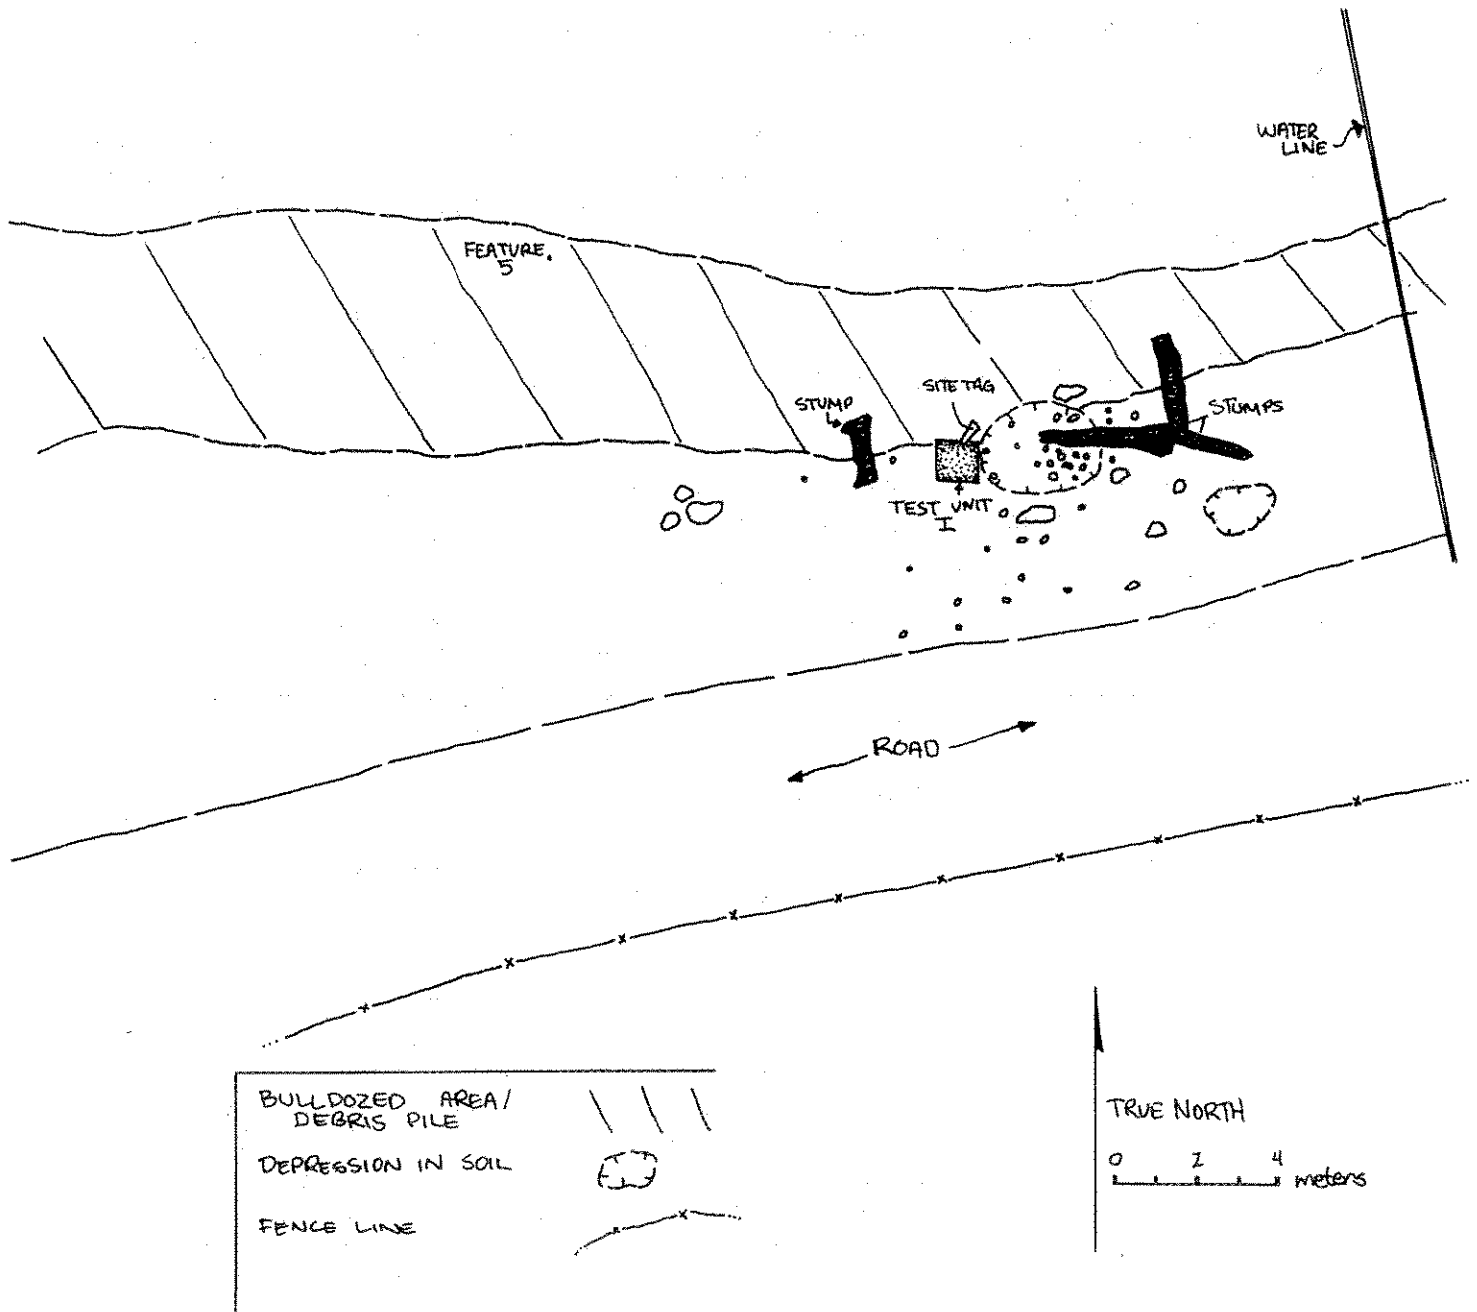 WATER
LINE
FEATURE.
5
SITE TAG
STUMP
STUMPS
TEST UNIT
I
ROAD
BULLDOZED AREA/
DEBRIS PILE
DEPRESSION IN SOIL
FENCE LINE
TRUE NORTH
0 2 4
meters